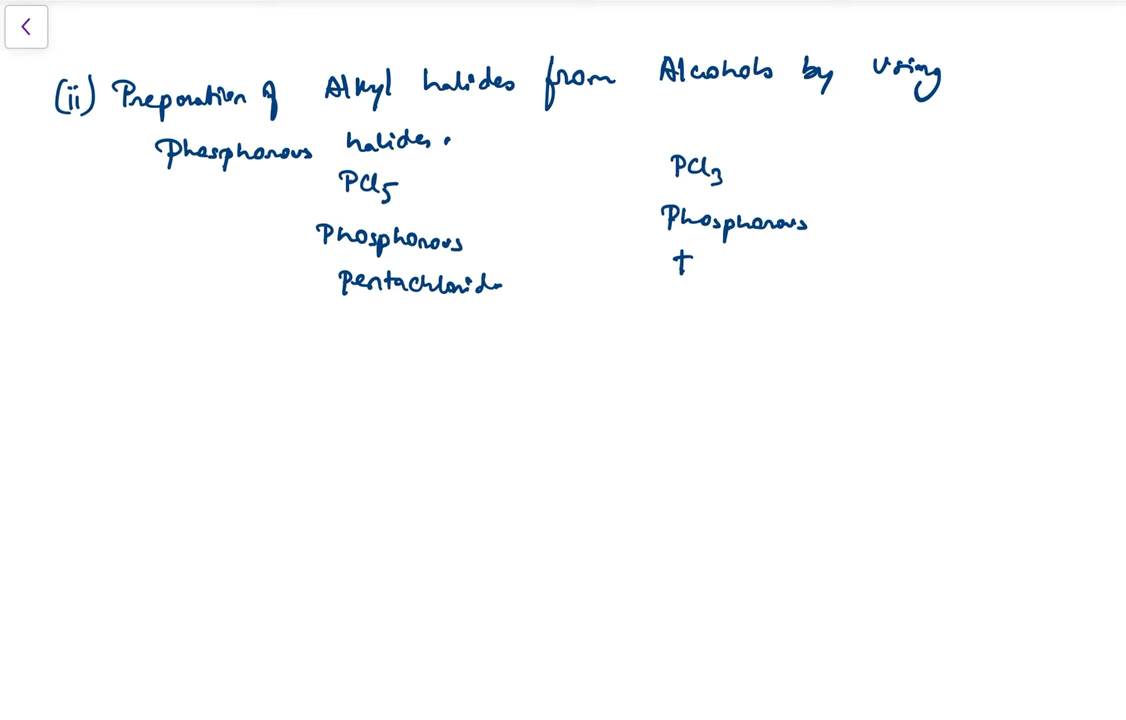 (ii) Preparation of Alkyl halides from Alcohols by using
Phosphorous halides.
PCl5
Phosphorous
pentachloride
PCl3
Phosphorous
t